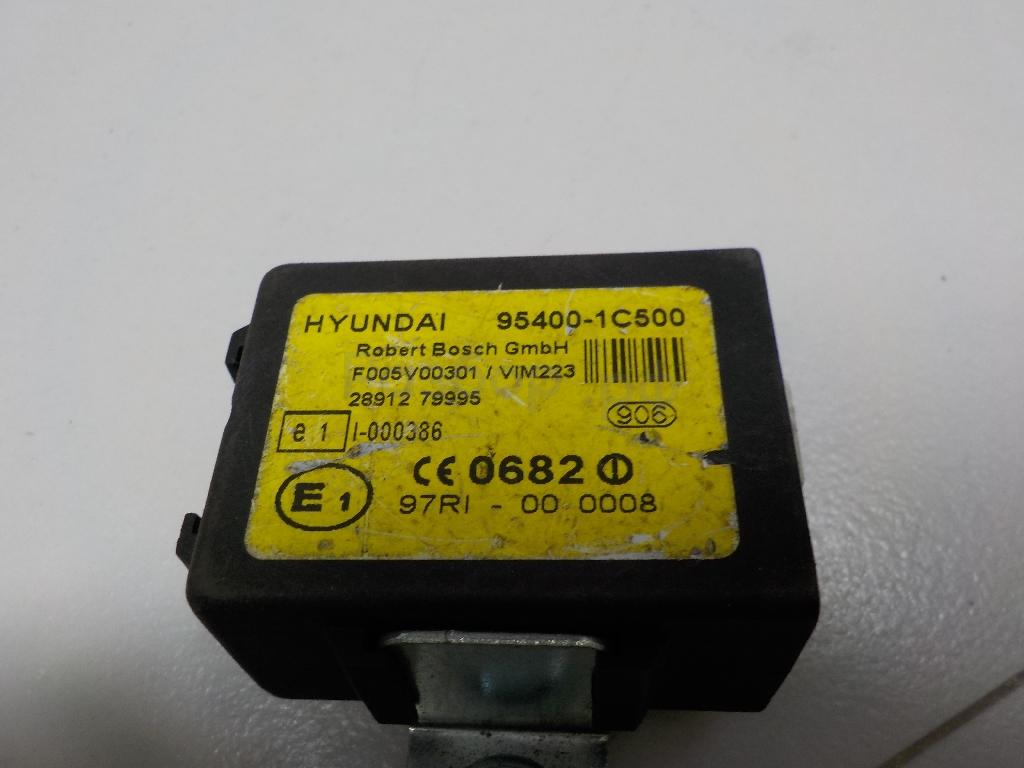 HYUNDAI 95400-1C500
Robert Bosch GmbH
F005V00301 / VIM223
28912 79995
906
e 1 I-000386
CE 0682
E1 97RI - 00 0008